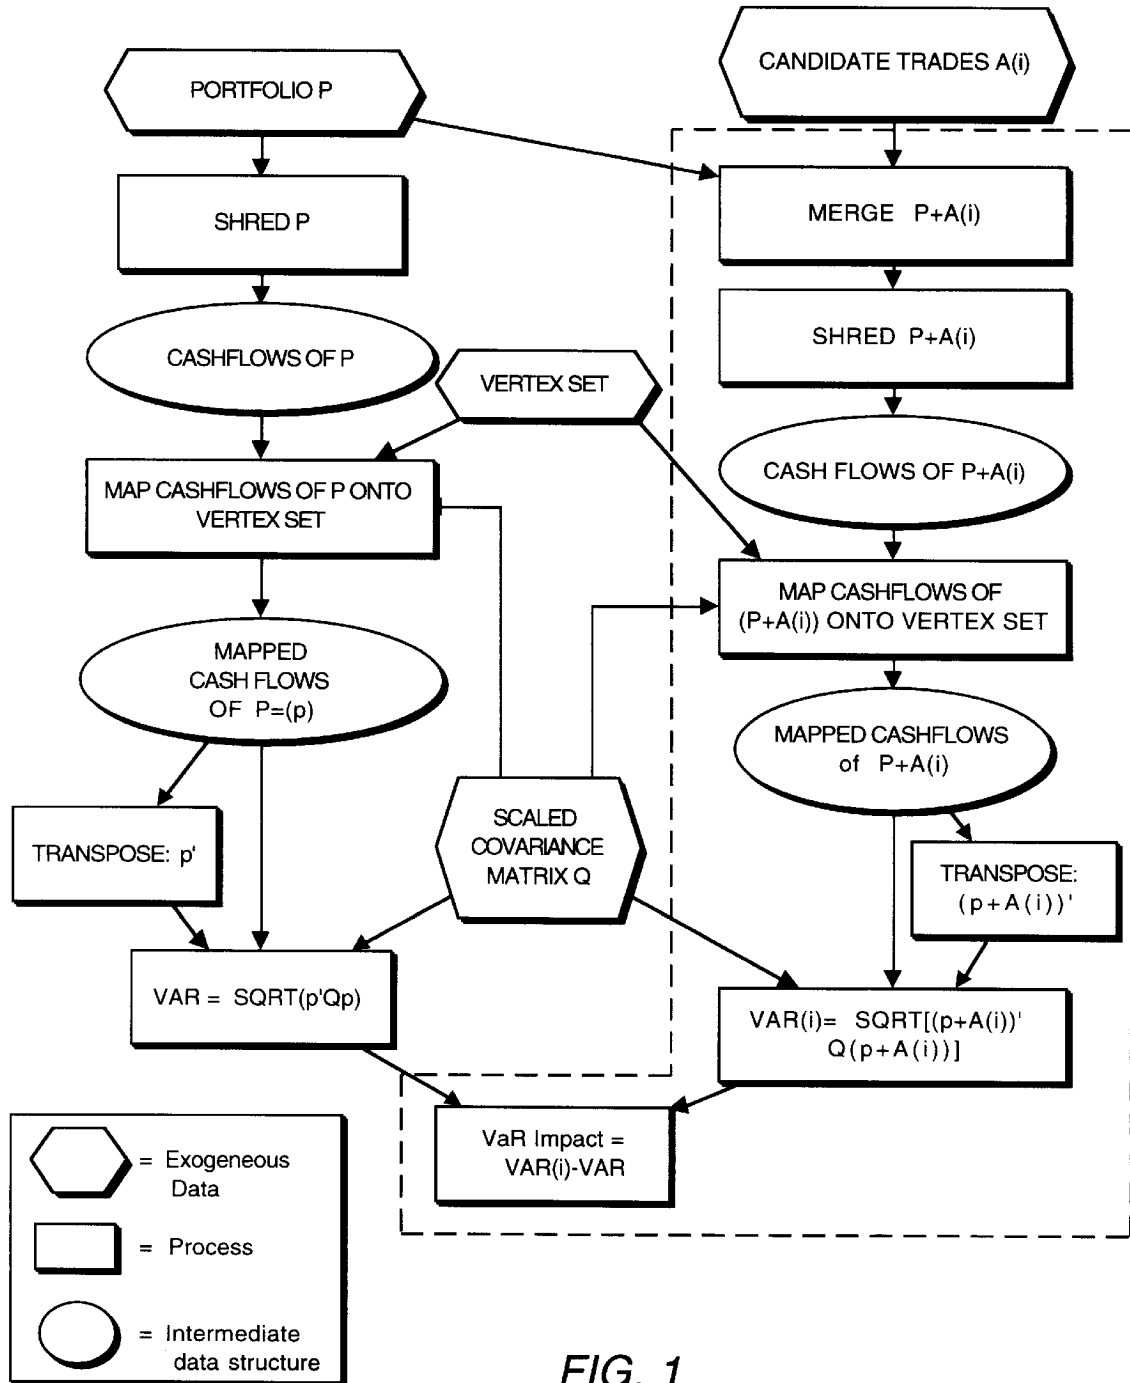 PORTFOLIO P
CANDIDATE TRADES A(i)
SHRED P
MERGE P+A(i)
CASHFLOWS OF P
SHRED P+A(i)
VERTEX SET
CASH FLOWS OF P+A(i)
MAP CASHFLOWS OF P ONTO
VERTEX SET
MAP CASHFLOWS OF
(P+A(i)) ONTO VERTEX SET
MAPPED
CASH FLOWS
OF P=(p)
MAPPED CASHFLOWS
of P+A(i)
TRANSPOSE: p'
SCALED
COVARIANCE
MATRIX Q
TRANSPOSE:
(p+A(i))'
VAR = SQRT(p'Qp)
VAR(i)= SQRT[(p+A(i))'
Q(p+A(i))]
VaR Impact =
VAR(i)-VAR
= Exogeneous
Data
= Process
= Intermediate
data structure
FIG. 1